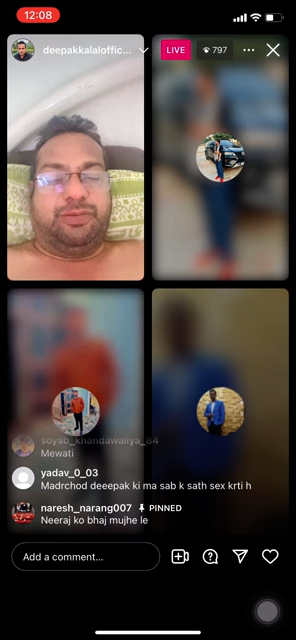 12:08
deepakkalaloffic...
LIVE
797
soyab_khandawaliya_84
Mewati
yadav_0_03
Madrchod deeepak ki ma sab k sath sex krti h
naresh_narang007 PINNED
Neeraj ko bhaj mujhe le
Add a comment...